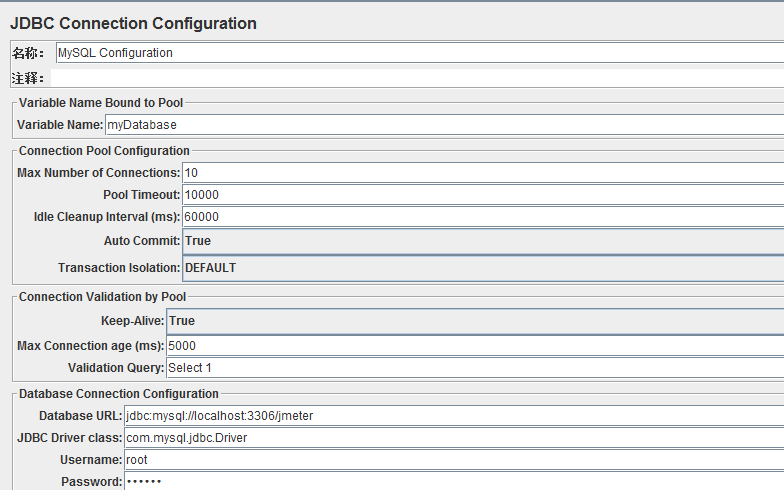 JDBC Connection Configuration
名称： MySQL Configuration
注释：
Variable Name Bound to Pool
Variable Name: myDatabase
Connection Pool Configuration
Max Number of Connections: 10
Pool Timeout: 10000
Idle Cleanup Interval (ms): 60000
Auto Commit: True
Transaction Isolation: DEFAULT
Connection Validation by Pool
Keep-Alive: True
Max Connection age (ms): 5000
Validation Query: Select 1
Database Connection Configuration
Database URL: jdbc:mysql://localhost:3306/jmeter
JDBC Driver class: com.mysql.jdbc.Driver
Username: root
Password: ••••••